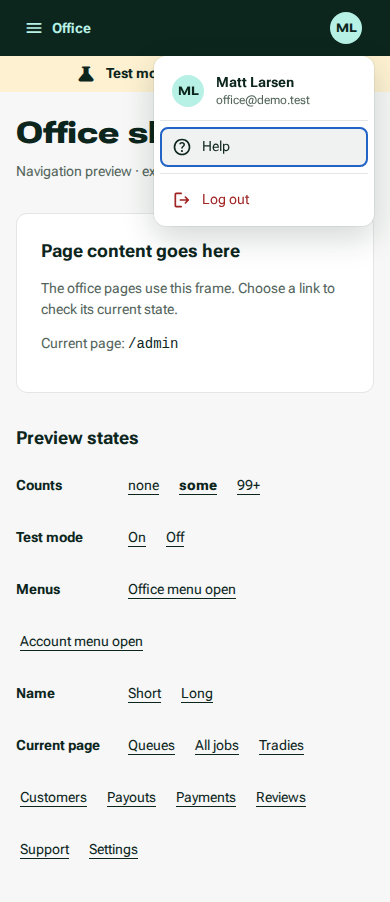 Office
ML
Test mo
ML
Matt Larsen
office@demo.test
Help
Log out
Office sl
Navigation preview · ex
Page content goes here
The office pages use this frame. Choose a link to
check its current state.
Current page: /admin
Preview states
Counts none some 99+
Test mode On Off
Menus Office menu open
Account menu open
Name Short Long
Current page Queues All jobs Tradies
Customers Payouts Payments Reviews
Support Settings